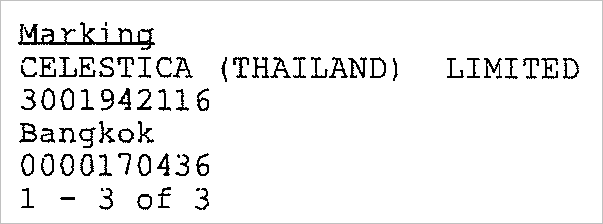 Marking
CELESTICA (THAILAND) LIMITED
3001942116
Bangkok
0000170436
1 - 3 of 3